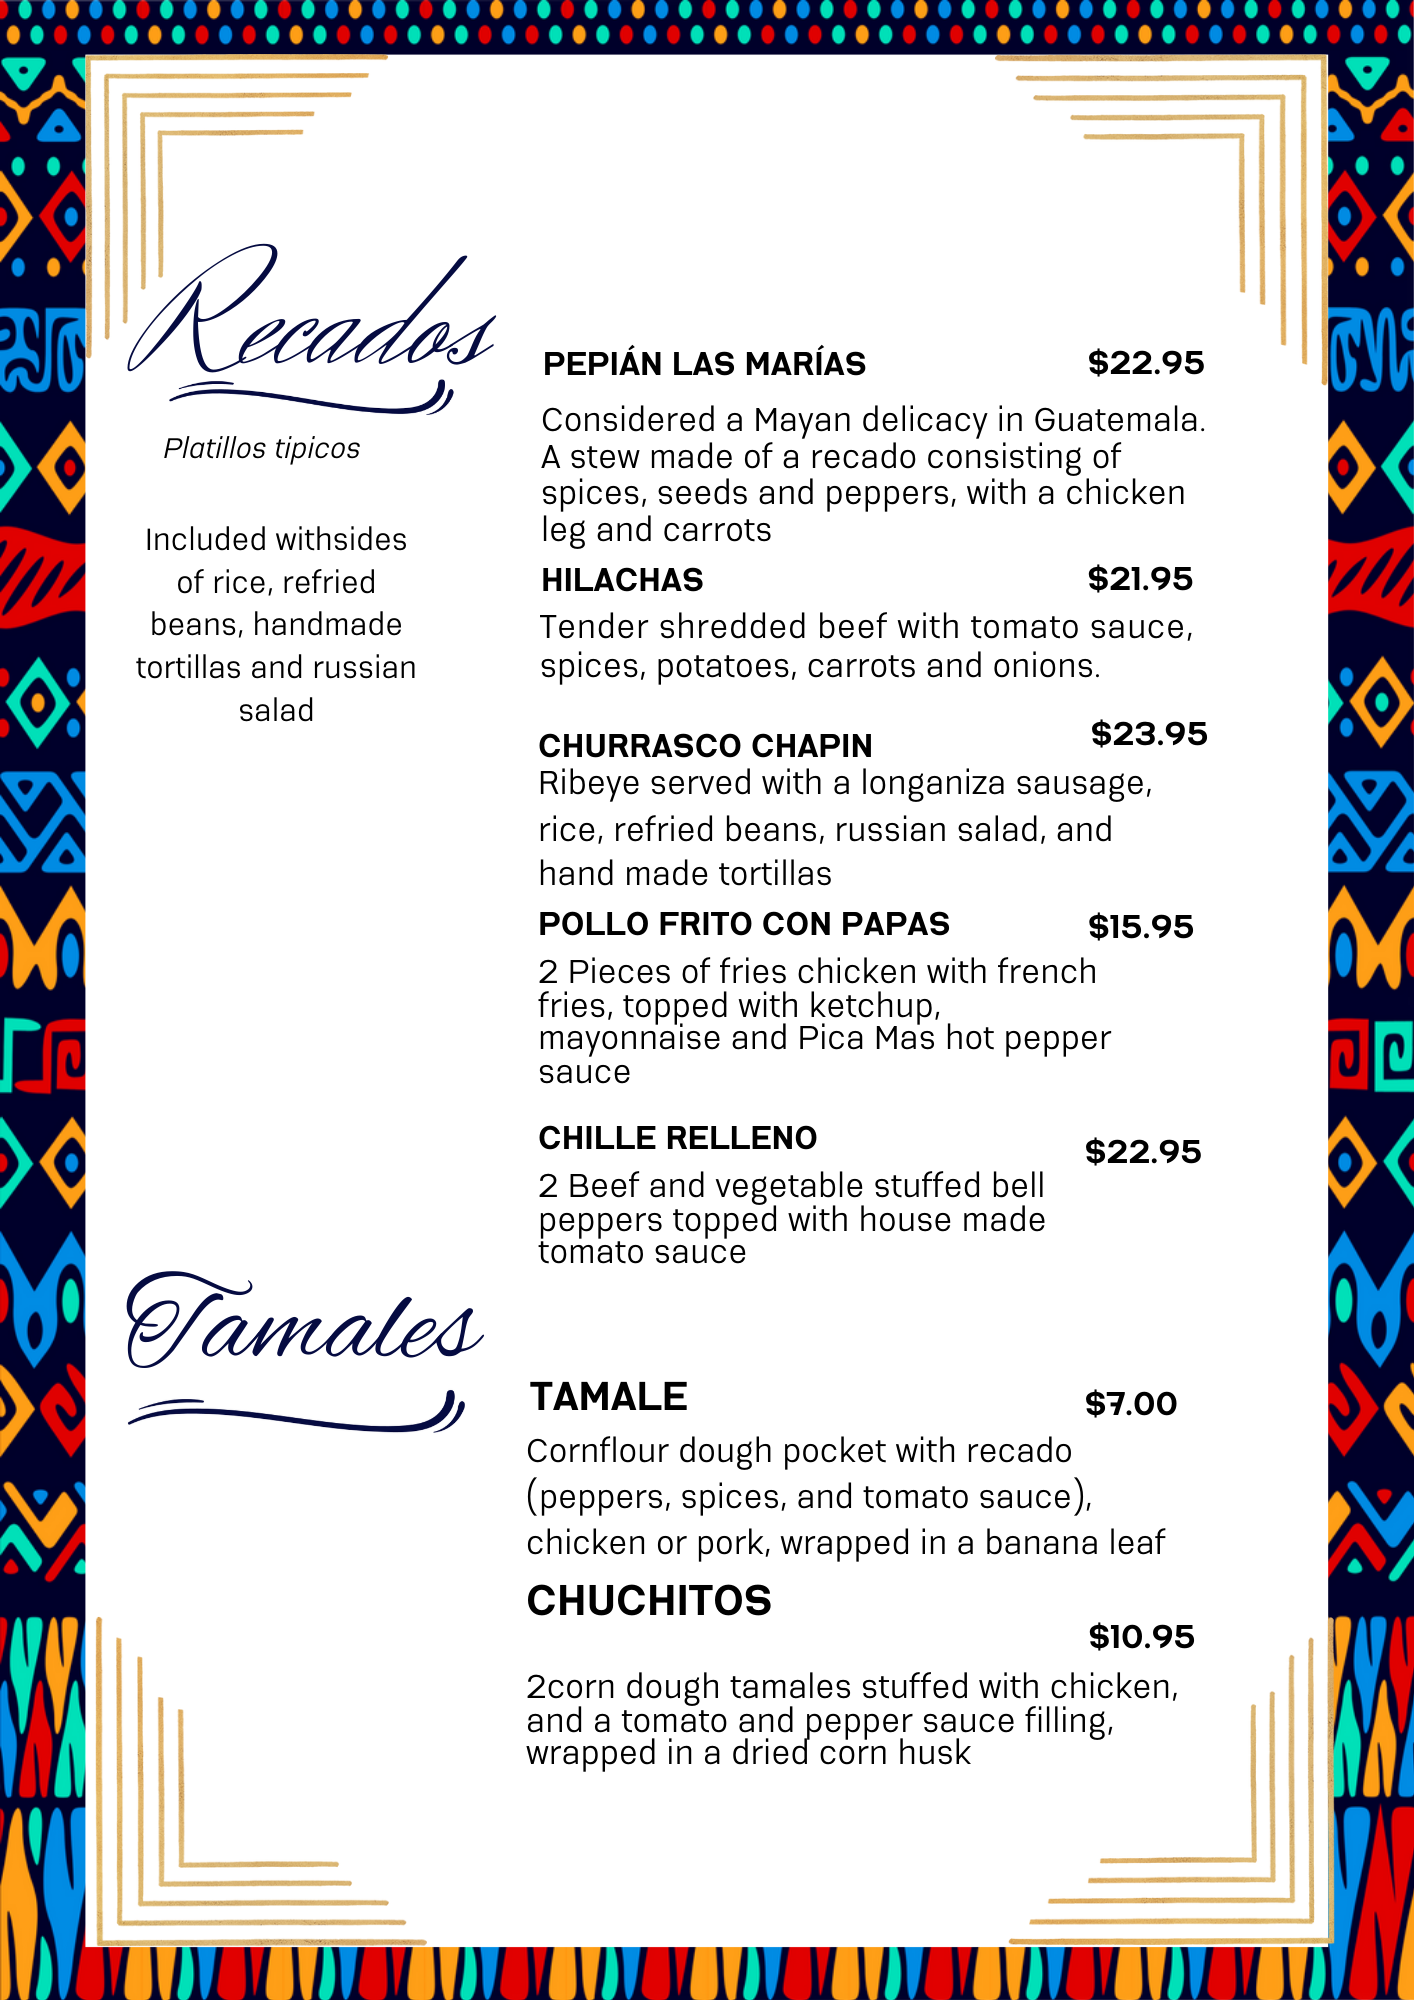 Recados
Platillos tipicos
Included withsides
of rice, refried
beans, handmade
tortillas and russian
salad
PEPIÁN LAS MARÍAS $22.95
Considered a Mayan delicacy in Guatemala.
A stew made of a recado consisting of
spices, seeds and peppers, with a chicken
leg and carrots
HILACHAS $21.95
Tender shredded beef with tomato sauce,
spices, potatoes, carrots and onions.
CHURRASCO CHAPIN $23.95
Ribeye served with a longaniza sausage,
rice, refried beans, russian salad, and
hand made tortillas
POLLO FRITO CON PAPAS $15.95
2 Pieces of fries chicken with french
fries, topped with ketchup,
mayonnaise and Pica Mas hot pepper
sauce
CHILLE RELLENO $22.95
2 Beef and vegetable stuffed bell
peppers topped with house made
tomato sauce
Tamales
TAMALE $7.00
Cornflour dough pocket with recado
(peppers, spices, and tomato sauce),
chicken or pork, wrapped in a banana leaf
CHUCHITOS
$10.95
2corn dough tamales stuffed with chicken,
and a tomato and pepper sauce filling,
wrapped in a dried corn husk